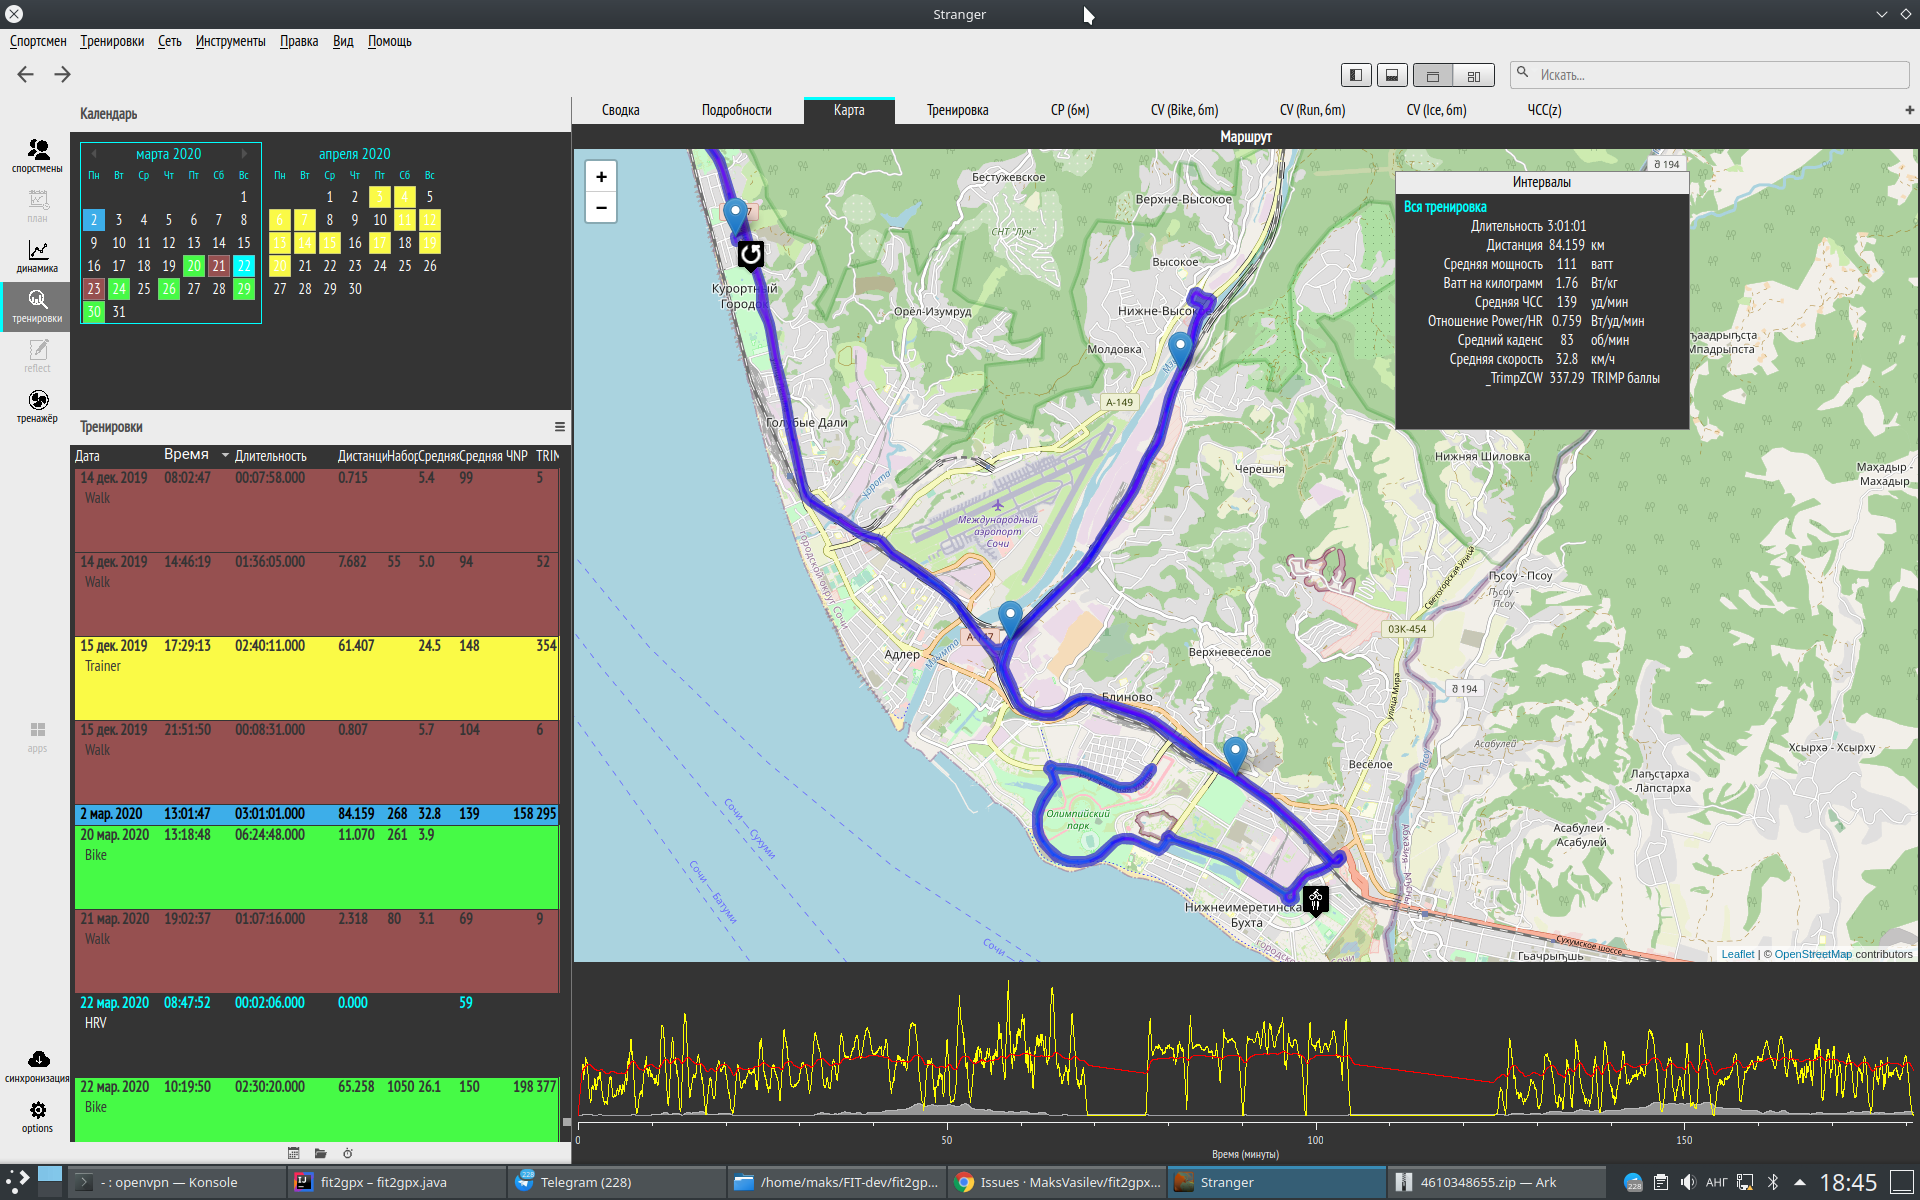 Stranger
Спортсмен Тренировки Сеть Инструменты Правка Вид Помощь
Искать...
Календарь
Сводка Подробности Карта Тренировка CP (6м) CV (Bike, 6m) CV (Run, 6m) CV (Ice, 6m) ЧСС(z)
Маршрут
спортсмены
план
динамика
тренировки
reflect
тренажёр
apps
синхронизация
options
марта 2020
Пн Вт Ср Чт Пт Сб Вс
1
2 3 4 5 6 7 8
9 10 11 12 13 14 15
16 17 18 19 20 21 22
23 24 25 26 27 28 29
30 31
апреля 2020
Пн Вт Ср Чт Пт Сб Вс
1 2 3 4 5
6 7 8 9 10 11 12
13 14 15 16 17 18 19
20 21 22 23 24 25 26
27 28 29 30
Тренировки
Дата Время Длительность
14 дек. 2019 08:02:47 00:07:58.000 0.715 5.4 99 5
Walk
14 дек. 2019 14:46:19 01:36:05.000 7.682 55 5.0 94 52
Walk
15 дек. 2019 17:29:13 02:40:11.000 61.407 24.5 148 354
Trainer
15 дек. 2019 21:51:50 00:08:31.000 0.807 5.7 104 6
Walk
2 мар. 2020 13:01:47 03:01:01.000 84.159 268 32.8 139 158 295
20 мар. 2020 13:18:48 06:24:48.000 11.070 261 3.9
Bike
21 мар. 2020 19:02:37 01:07:16.000 2.318 80 3.1 69 9
Walk
22 мар. 2020 08:47:52 00:02:06.000 0.000 59
HRV
22 мар. 2020 10:19:50 02:30:20.000 65.258 1050 26.1 150 198 377
Bike
+
−
Бестужевское
Верхне-Высокое
СНТ "Луч"
Высокое
Курортный
Городок
Орёл-Изумруд
Нижне-Высокое
Молдовка
А-149
Голубые Дали
Черешня
Международный
аэропорт
Сочи
Нижняя Шиловка
Маҳадыр -
Махадыр
Светогорская улица
03К-454
Адлер
Мзымта
Верхневесёлое
улица Мира
194
194
Блиново
Весёлое
Псоу
Олимпийский
парк
Бухта
Сочи — Сухуми
Сочи — Батуми
Сухумское шоссе
Leaflet | © OpenStreetMap contributors
Интервалы
Вся тренировка
Длительность 3:01:01
Дистанция 84.159 км
Средняя мощность 111 ватт
Ватт на килограмм 1.76 Вт/кг
Средняя ЧСС 139 уд/мин
Отношение Power/HR 0.759 Вт/уд/мин
Средний каденс 83 об/мин
Средняя скорость 32.8 км/ч
_TrimpZCW 337.29 TRIMP баллы
0 50 100 150
Время (минуты)
- : openvpn — Konsole
fit2gpx – fit2gpx.java
Telegram (228)
/home/maks/FIT-dev/fit2gp...
Issues · MaksVasilev/fit2gpx...
Stranger
4610348655.zip — Ark
АНГ
18:45